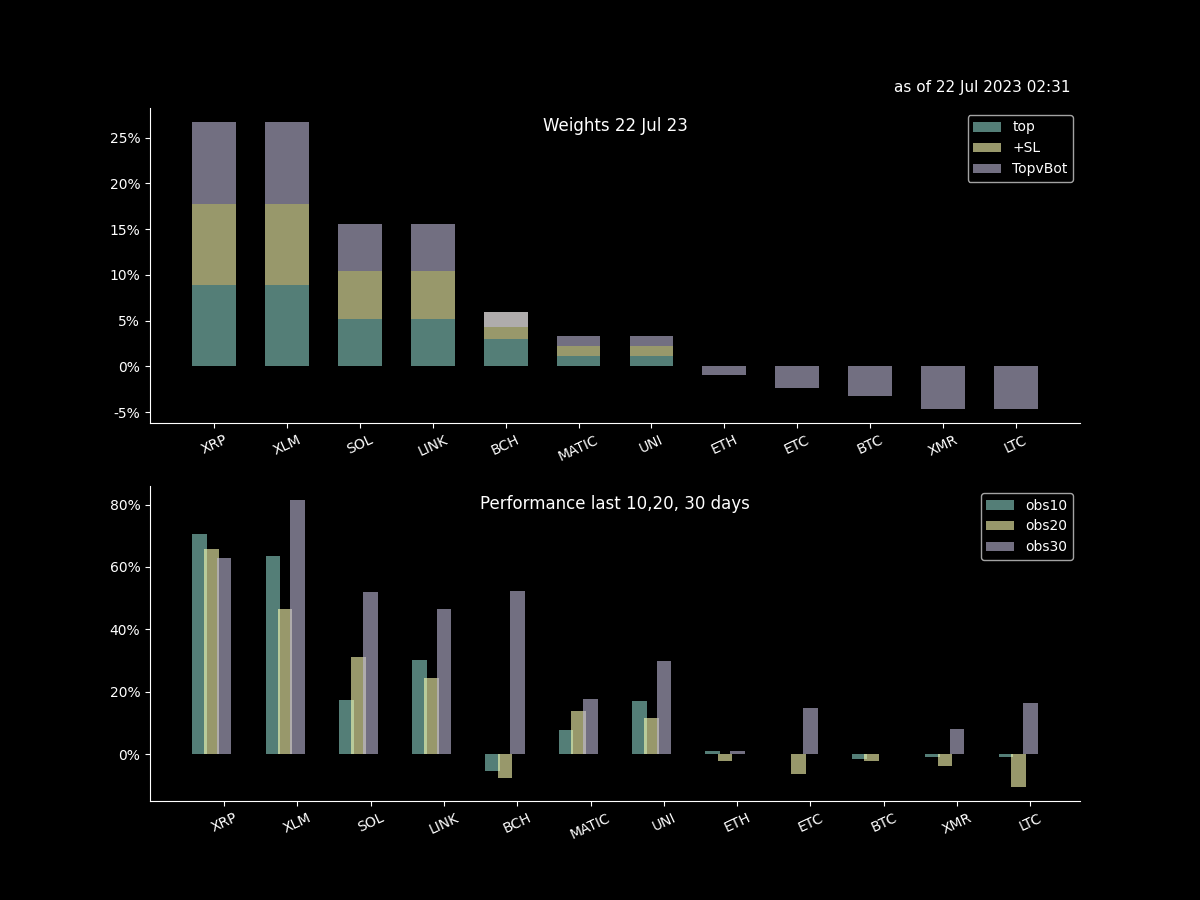 as of 22 Jul 2023 02:31
Weights 22 Jul 23
top
+SL
TopvBot
25%
20%
15%
10%
5%
0%
-5%
XRP XLM SOL LINK BCH MATIC UNI ETH ETC BTC XMR LTC
Performance last 10,20, 30 days
obs10
obs20
obs30
80%
60%
40%
20%
0%
XRP XLM SOL LINK BCH MATIC UNI ETH ETC BTC XMR LTC